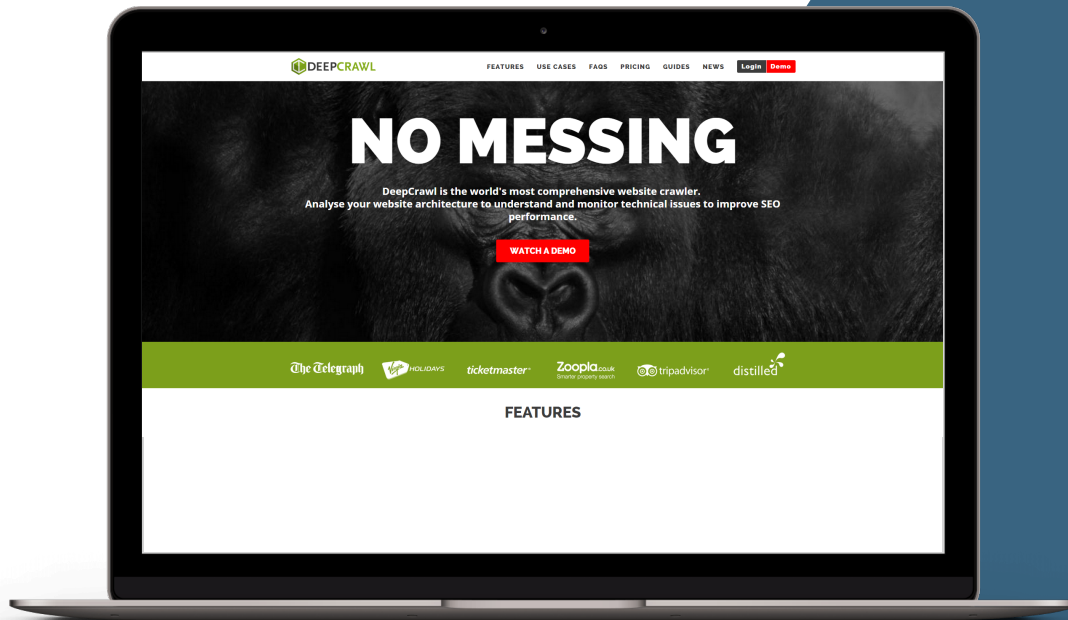 DEEPCRAWL
FEATURES USE CASES FAQS PRICING GUIDES NEWS Login Demo
NO MESSING
DeepCrawl is the world's most comprehensive website crawler.
Analyse your website architecture to understand and monitor technical issues to improve SEO
performance.
WATCH A DEMO
The Telegraph Virgin HOLIDAYS ticketmaster Zoopla.co.uk tripadvisor distilled
Smarter property search
FEATURES